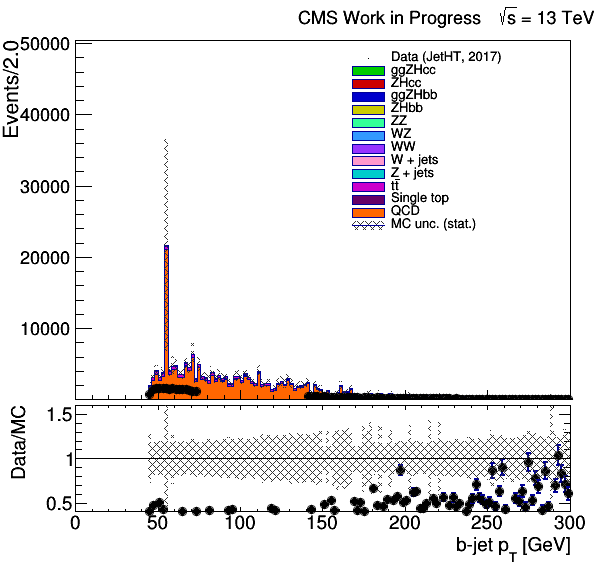 CMS Work in Progress √s = 13 TeV
Events/2.0
50000
40000
30000
20000
10000
Data (JetHT, 2017)
ggZHcc
ZHcc
ggZHbb
ZHbb
ZZ
WZ
WW
W + jets
Z + jets
tt̄
Single top
QCD
MC unc. (stat.)
Data/MC
1.5
1
0.5
0 50 100 150 200 250 300
b-jet p_T [GeV]